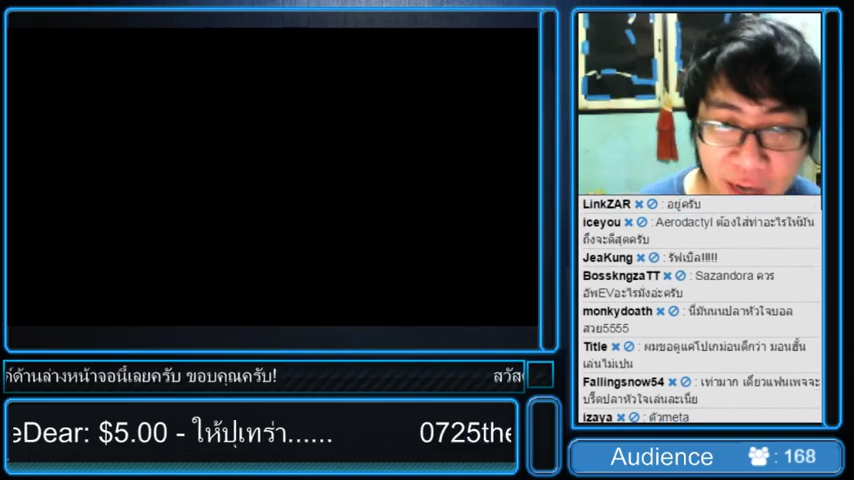 LinkZAR : อยู่ครับ
iceyou : Aerodactyl ต้องใส่ท่าอะไรให้มัน
ถึงจะดีสุดครับ
JeaKung : รัฟเบิ้ล!!!!!
BosskngzaTT : Sazandora ควร
อัพEVอะไรมั่งอ่ะครับ
monkydoath : นี้มันนนปลาหัวใจบอล
สวย5555
Title : ผมขอดูแค่โปเกม่อนดีกว่า มอนฮั้น
เล่นไม่เปน
Fallingsnow54 : เท่ามาก เดี๋ยวแฟนเพจจะ
ปรี๊ดปลาหัวใจเล่นละเนี่ย
izaya : ตัวmeta
ก์ด้านล่างหน้าจอนี้เลยครับ ขอบคุณครับ! สวัส
eDear: $5.00 - ให้ปุเทร่า...... 0725the
Audience : 168